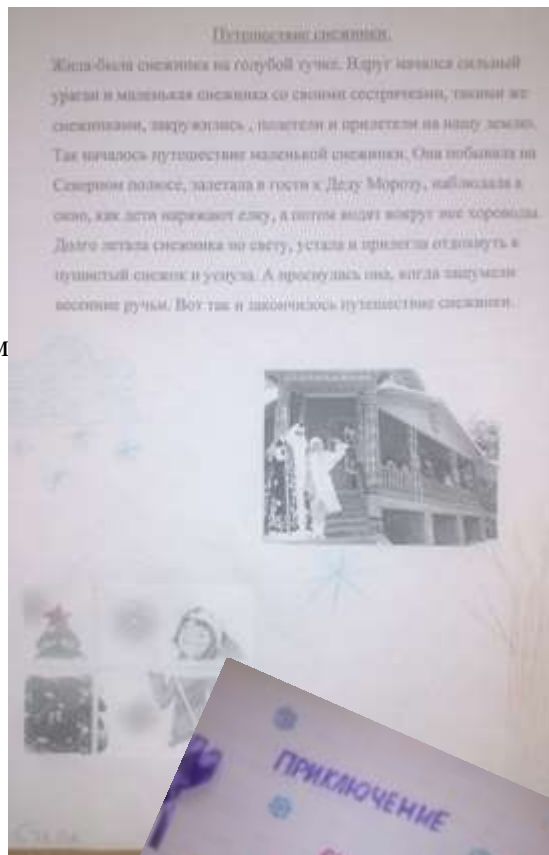 Путешествие снежинки.
Жила-была снежинка на голубой тучке. Вдруг начался сильный
ураган и маленькая снежинка со своими сестричками, такими же
снежинками, закружились , полетели и прилетели на нашу землю.
Так началось путешествие маленькой снежинки. Она побывала на
Северном полюсе, залетала в гости к Деду Морозу, наблюдала в
окно, как дети наряжают елку, а потом водят вокруг нее хороводы.
Долго летала снежинка по свету, устала и прилегла отдохнуть в
пушистый снежок и уснула. А проснулась она, когда зашумели
весенние ручьи. Вот так и закончилось путешествие снежинки.
м
ПРИКЛЮЧЕНИЕ